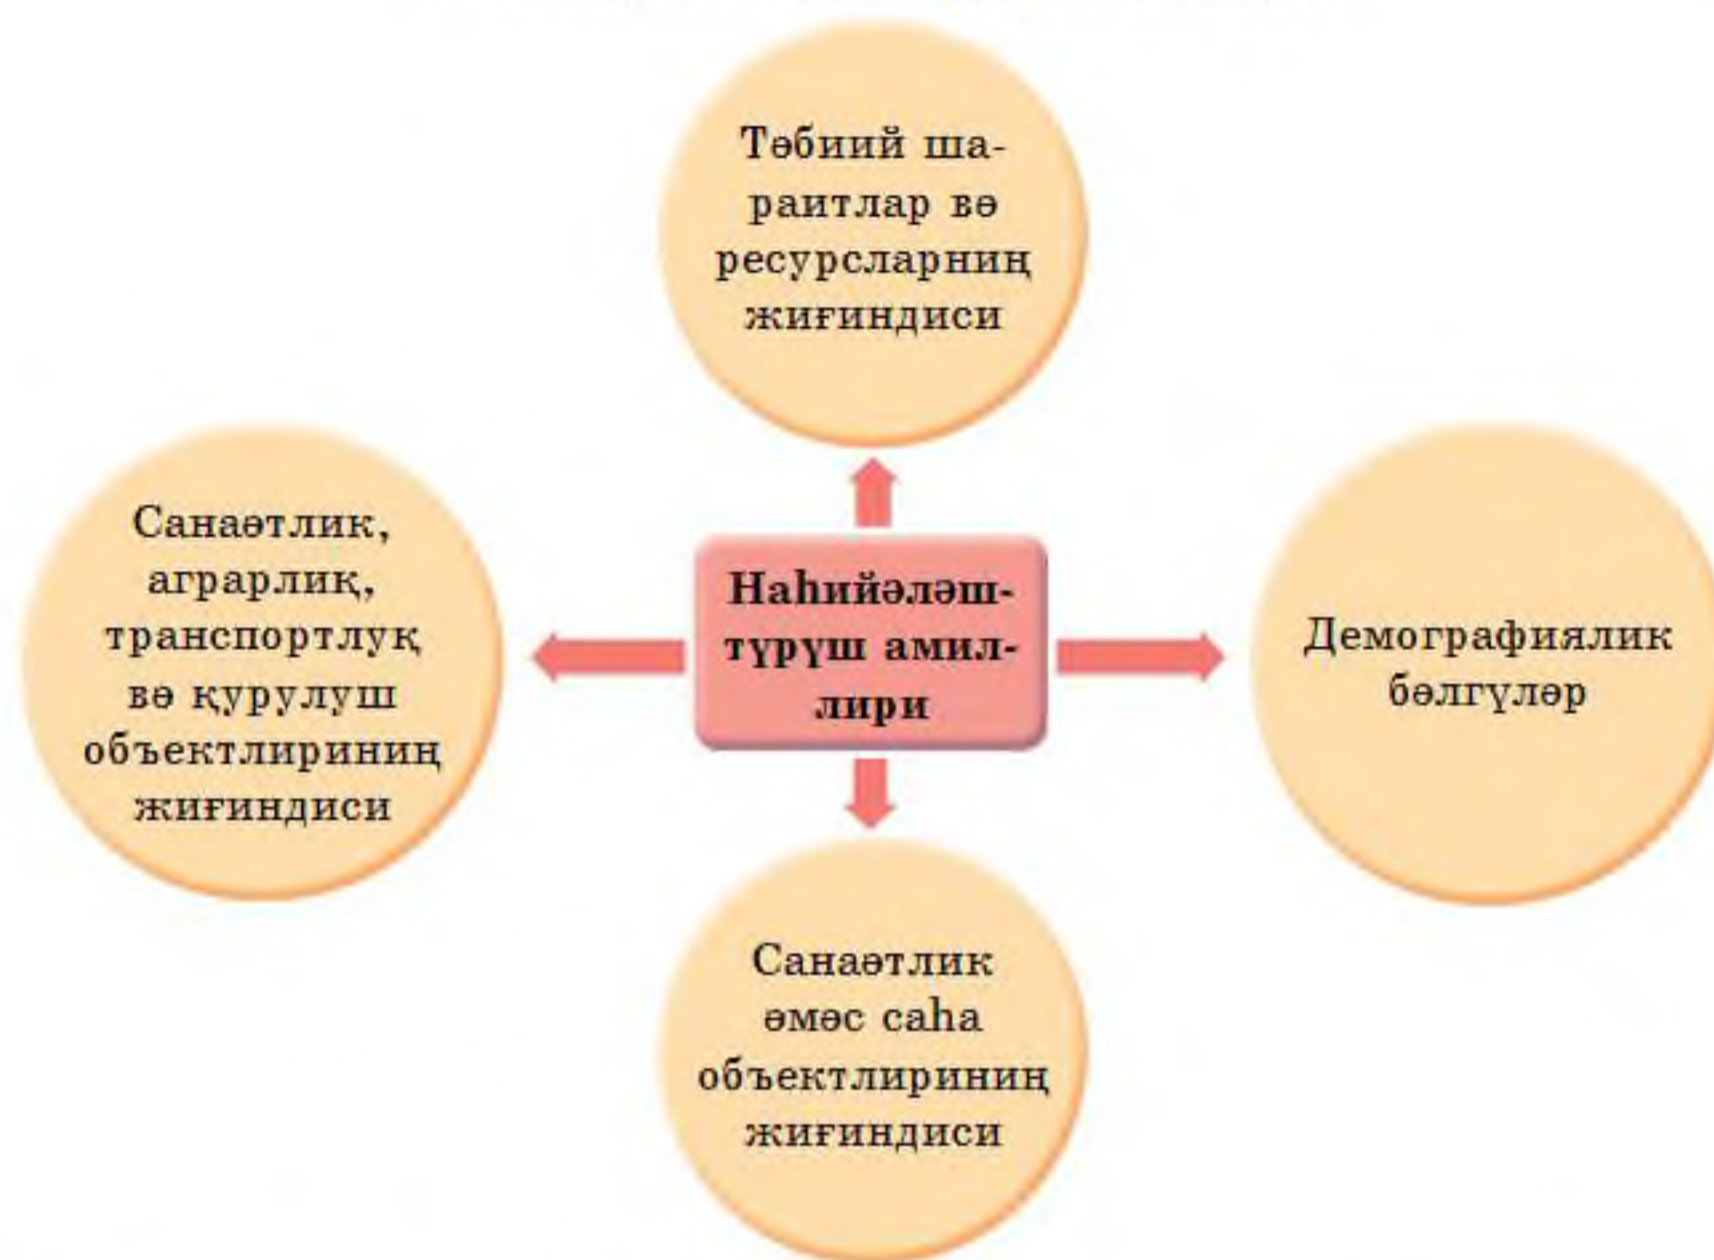 Тәбиий ша-
раитлар вә
ресурсларниң
жиғиндиси
Санаәтлик,
аграрлиқ,
транспортлуқ
вә қурулуш
объектлириниң
жиғиндиси
Наһийәләш-
түрүш амил-
лири
Демографиялик
бәлгүләр
Санаәтлик
әмәс саһа
объектлириниң
жиғиндиси